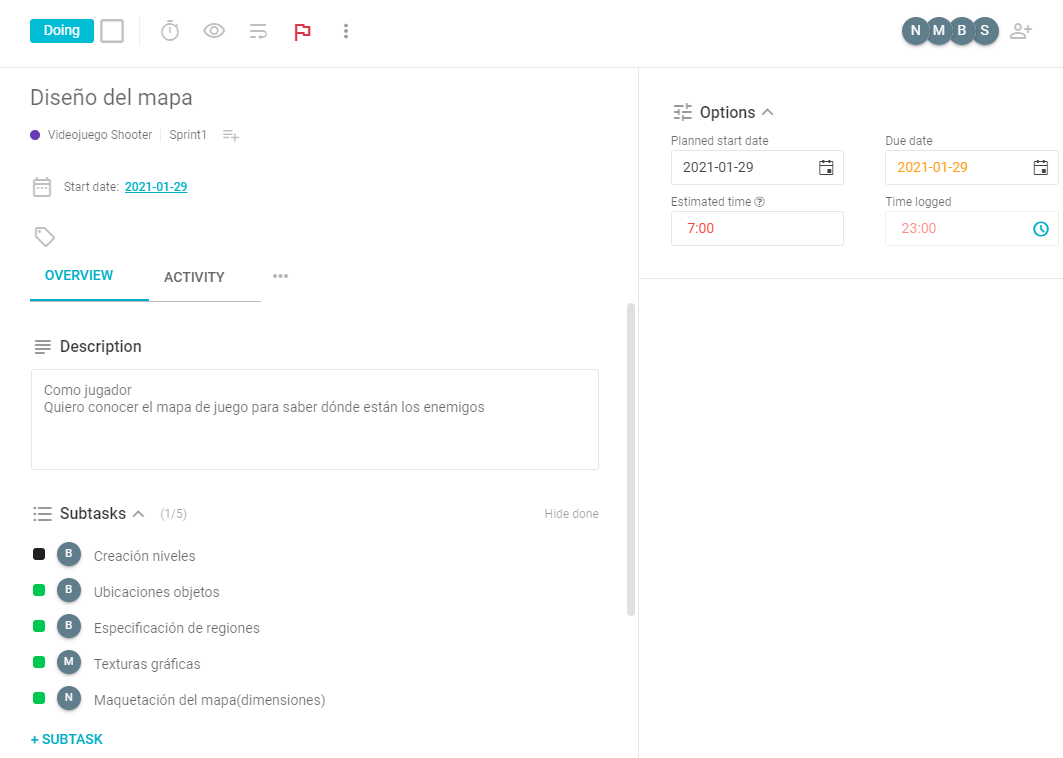 Doing
N M B S
Diseño del mapa
Videojuego Shooter Sprint1
Start date: 2021-01-29
OVERVIEW ACTIVITY
Description
Como jugador
Quiero conocer el mapa de juego para saber dónde están los enemigos
Subtasks (1/5) Hide done
B Creación niveles
B Ubicaciones objetos
B Especificación de regiones
M Texturas gráficas
N Maquetación del mapa(dimensiones)
+ SUBTASK
Options
Planned start date Due date
2021-01-29 2021-01-29
Estimated time ? Time logged
7:00 23:00